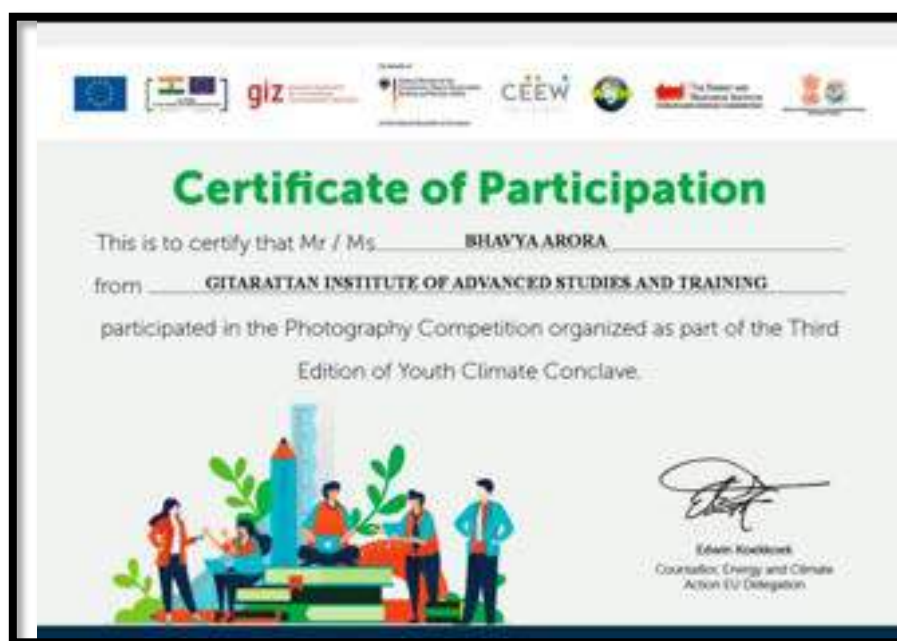 giz
CEEW
Certificate of Participation
This is to certify that Mr / Ms BHAVYA ARORA
from GITARATTAN INSTITUTE OF ADVANCED STUDIES AND TRAINING
participated in the Photography Competition organized as part of the Third
Edition of Youth Climate Conclave.
Edwin Koekkoek
Counsellor, Energy and Climate
Action EU Delegation